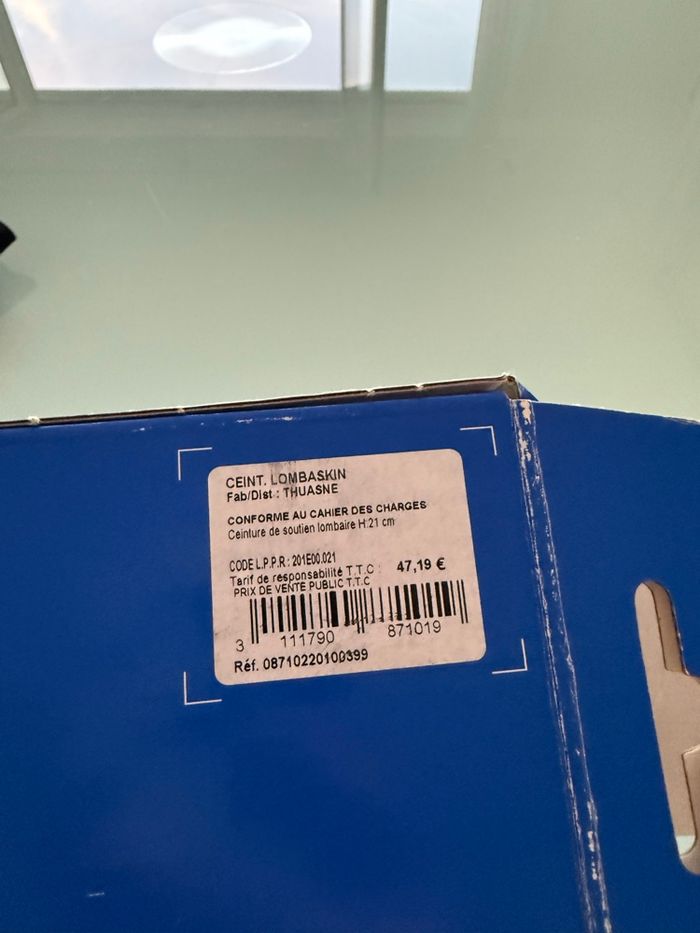 CEINT. LOMBASKIN
Fab/Dist : THUASNE
CONFORME AU CAHIER DES CHARGES
Ceinture de soutien lombaire H:21 cm
CODE L.P.P.R : 201E00.021
Tarif de responsabilité T.T.C : 47,19 €
PRIX DE VENTE PUBLIC T.T.C
3 111790 871019
Réf. 08710220100399